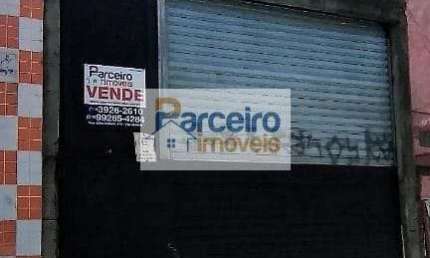 Parceiro
Imóveis
VENDE
3926-2610
99265-4284
PARCEIRO
imóveis